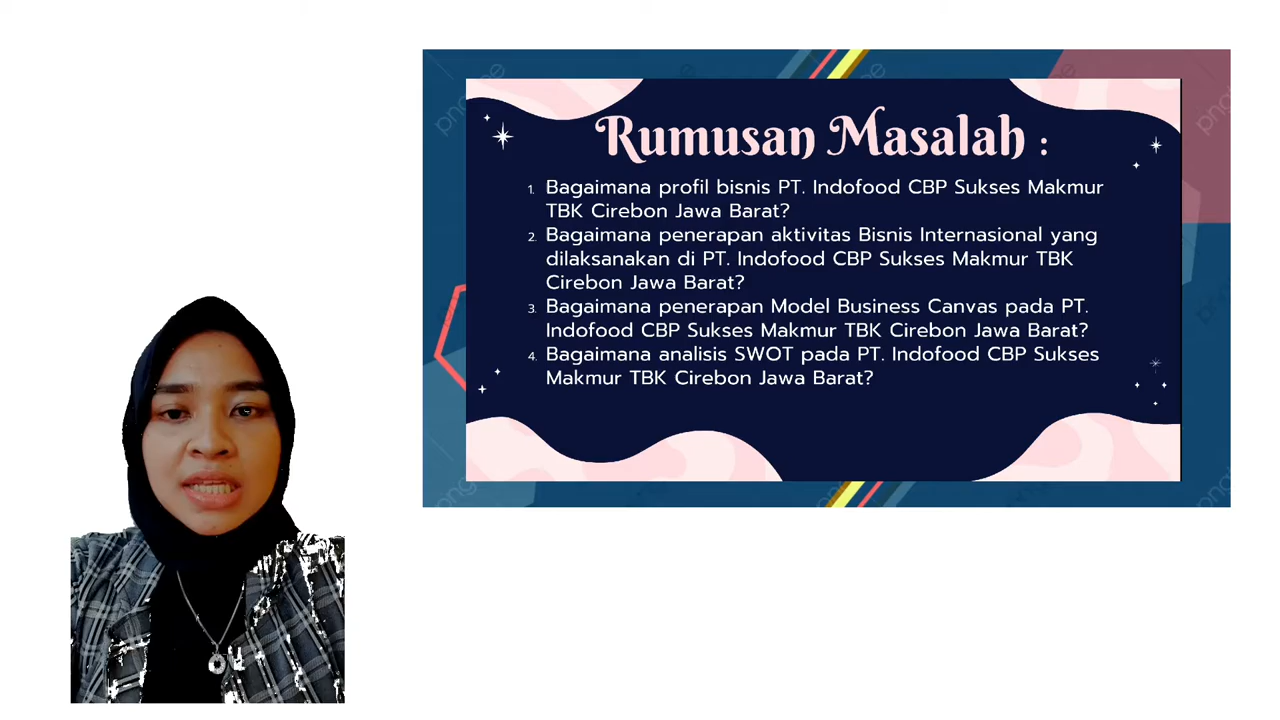 Rumusan Masalah :
1. Bagaimana profil bisnis PT. Indofood CBP Sukses Makmur
TBK Cirebon Jawa Barat?
2. Bagaimana penerapan aktivitas Bisnis Internasional yang
dilaksanakan di PT. Indofood CBP Sukses Makmur TBK
Cirebon Jawa Barat?
3. Bagaimana penerapan Model Business Canvas pada PT.
Indofood CBP Sukses Makmur TBK Cirebon Jawa Barat?
4. Bagaimana analisis SWOT pada PT. Indofood CBP Sukses
Makmur TBK Cirebon Jawa Barat?